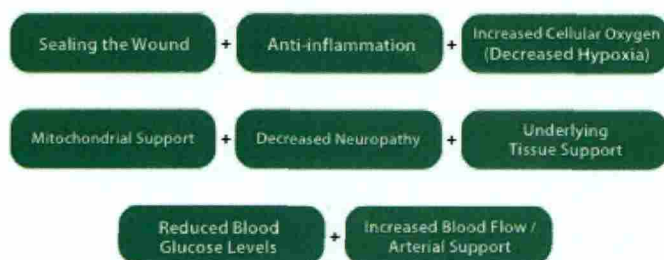 Sealing the Wound + Anti-inflammation + Increased Cellular Oxygen
(Decreased Hypoxia)
Mitochondrial Support + Decreased Neuropathy + Underlying
Tissue Support
Reduced Blood
Glucose Levels + Increased Blood Flow /
Arterial Support